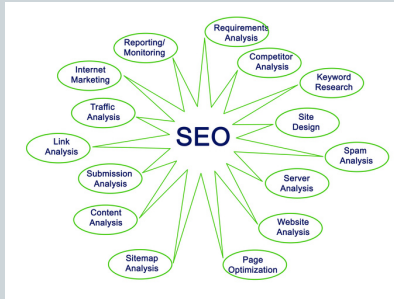 Requirements
Analysis
Reporting/
Monitoring
Competitor
Analysis
Internet
Marketing
Keyword
Research
Traffic
Analysis
Site
Design
SEO
Link
Analysis
Spam
Analysis
Submission
Analysis
Server
Analysis
Content
Analysis
Website
Analysis
Sitemap
Analysis
Page
Optimization